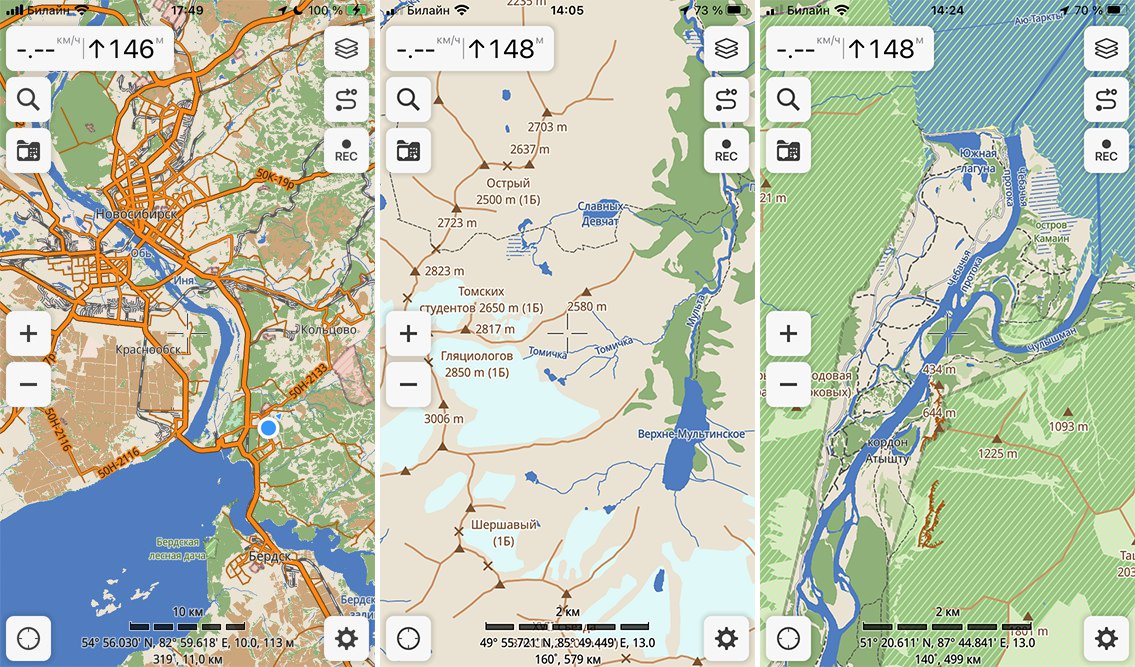 Билайн 17:49 100 %
-.-- км/ч ↑146 м
REC
50К-19р
Новосибирск
Обь
Иня
Кольцово
Краснообск
50Н-2133
50Н-2116
50Н-2116
Бердская
лесная дача
Бердск
10 км
54° 56.030' N, 82° 59.618' E, 10.0, 113 м
319°, 11,0 км
Билайн 14:05 73 %
2235 m
-.-- км/ч ↑148 м
REC
2703 m
2637 m
Острый
2500 m (1Б)
2723 m
Славных
Девчат
2823 m
Томских
студентов 2650 m (1Б)
2580 m
2817 m
Мульта
Томичка
Томичка
Гляциологов
2850 m (1Б)
3006 m
Верхне-Мультинское
Шершавый
(1Б)
2 км
49° 55.721' N, 85° 49.449' E, 13.0
160°, 579 км
Билайн 14:24 70 %
Аю-Таркты
-.-- км/ч ↑148 м
REC
Южная
лагуна
Чебачья
протока
21 m
остров
Камаин
Чебачья
протока
Чулышман
434 m
644 m
1093 m
кордон
Атышту
1225 m
2 км
51° 20.611' N, 87° 44.841' E, 13.0
1801 m
140°, 499 км